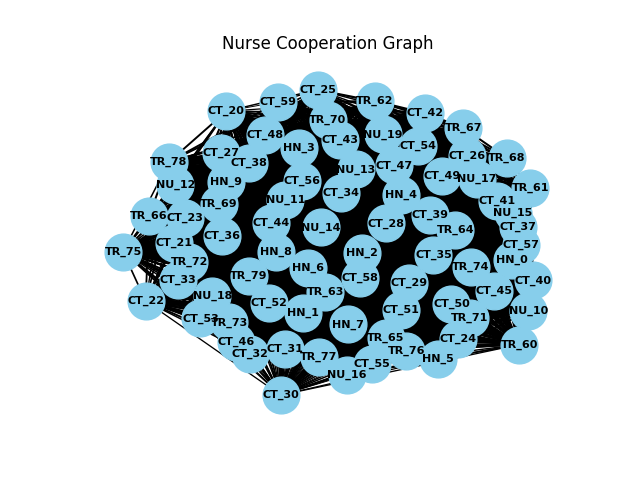 Nurse Cooperation Graph
CT_25
CT_59
TR_62
CT_20
CT_42
TR_70
TR_67
CT_48
NU_19
CT_43
CT_54
HN_3
CT_27
CT_26
TR_68
TR_78
CT_38
CT_47
NU_13
CT_49
NU_17
CT_56
HN_9
NU_12
TR_61
CT_34
HN_4
NU_11
CT_41
TR_69
NU_15
CT_39
TR_66
CT_23
CT_44
CT_28
NU_14
CT_37
TR_64
CT_36
CT_21
CT_57
TR_75
HN_8
HN_2
CT_35
HN_0
TR_72
HN_6
TR_74
TR_79
CT_58
CT_33
CT_40
CT_29
TR_63
CT_45
NU_18
CT_22
CT_52
CT_50
CT_51
NU_10
HN_1
CT_53
TR_71
TR_73
HN_7
TR_65
CT_24
CT_46
TR_60
CT_31
TR_76
CT_32
TR_77
HN_5
CT_55
NU_16
CT_30